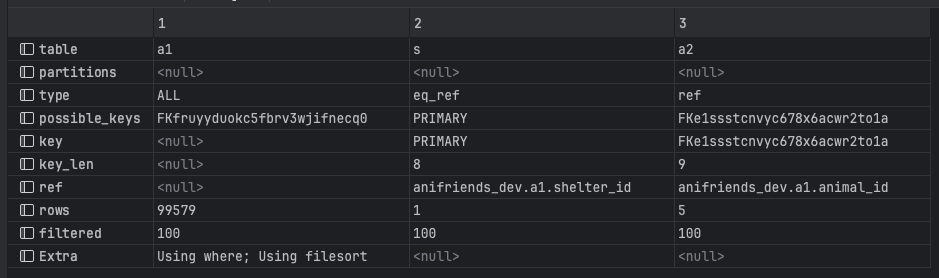 1 2 3
table a1 s a2
partitions <null> <null> <null>
type ALL eq_ref ref
possible_keys FKfruyyduokc5fbrv3wjifnecq0 PRIMARY FKe1ssstcnvyc678x6acwr2to1a
key <null> PRIMARY FKe1ssstcnvyc678x6acwr2to1a
key_len <null> 8 9
ref <null> anifriends_dev.a1.shelter_id anifriends_dev.a1.animal_id
rows 99579 1 5
filtered 100 100 100
Extra Using where; Using filesort <null> <null>